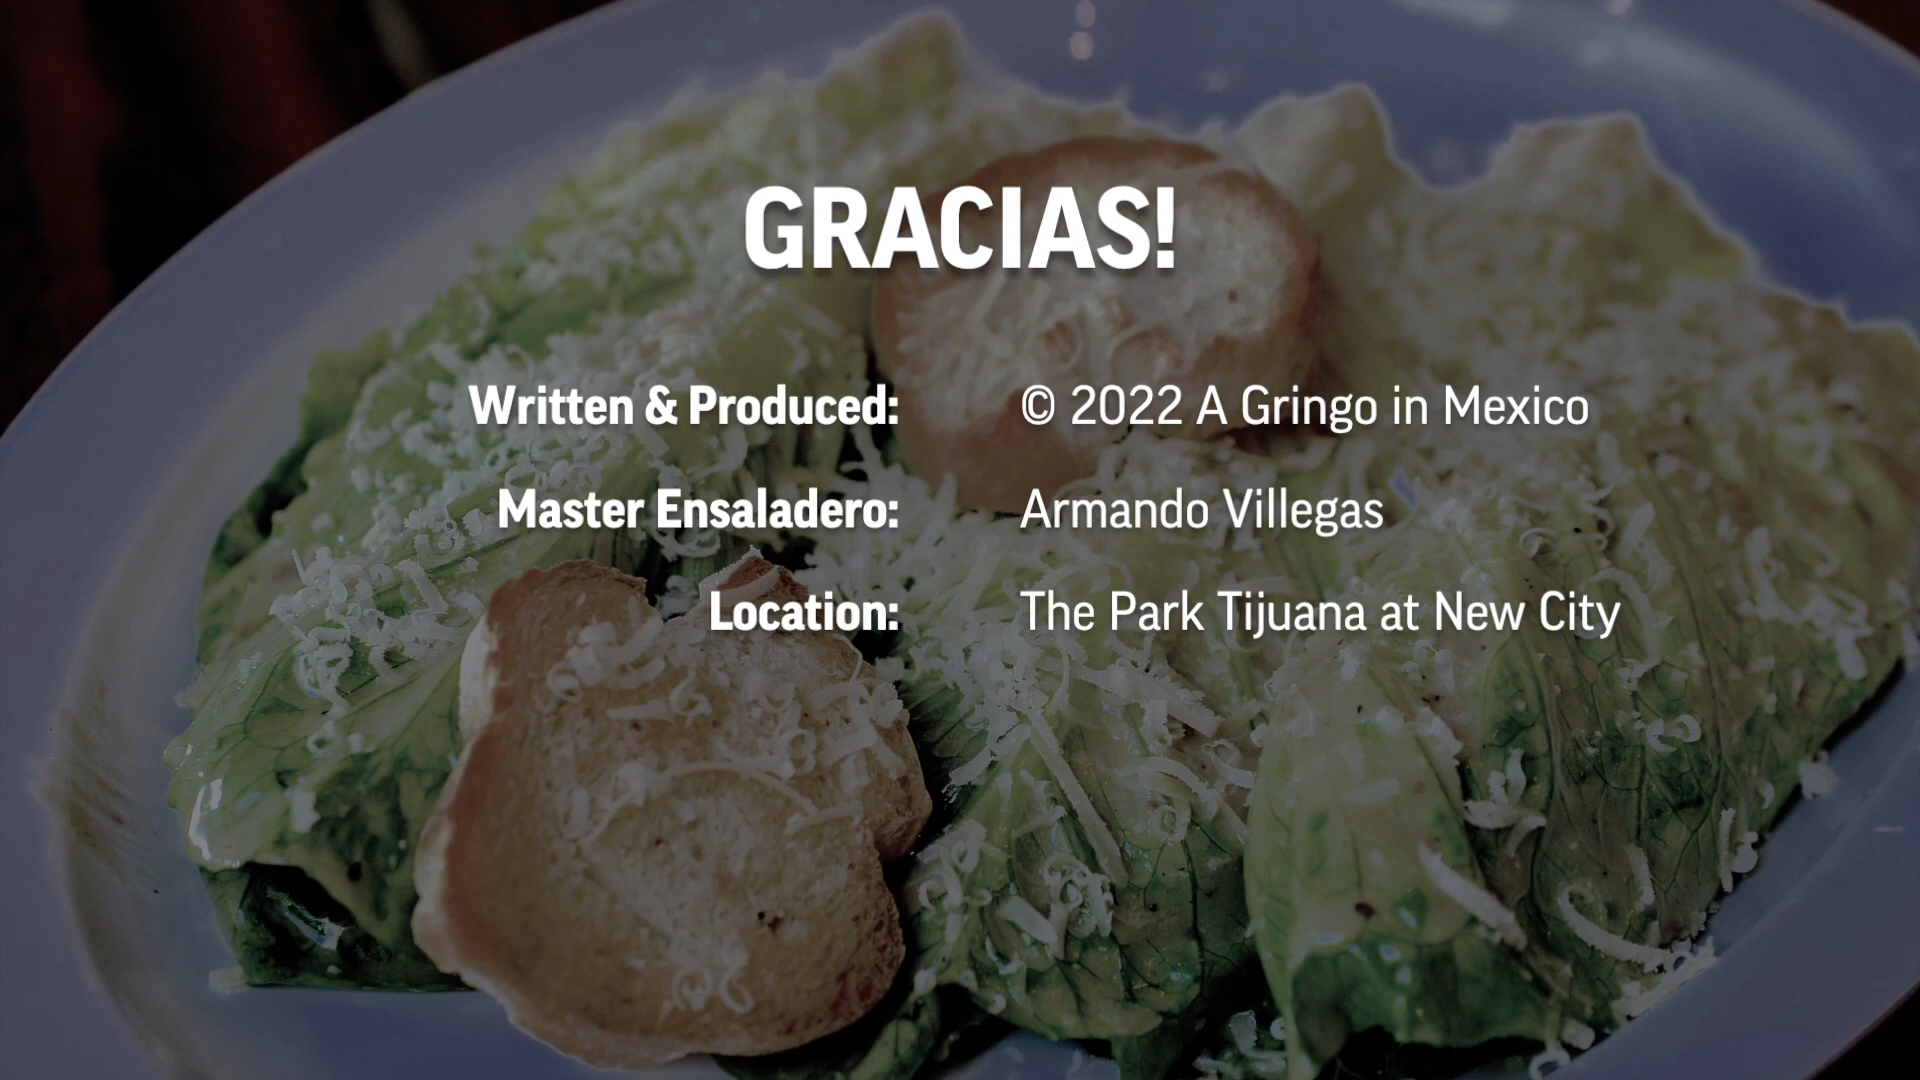 GRACIAS!
Written & Produced: © 2022 A Gringo in Mexico
Master Ensaladero: Armando Villegas
Location: The Park Tijuana at New City